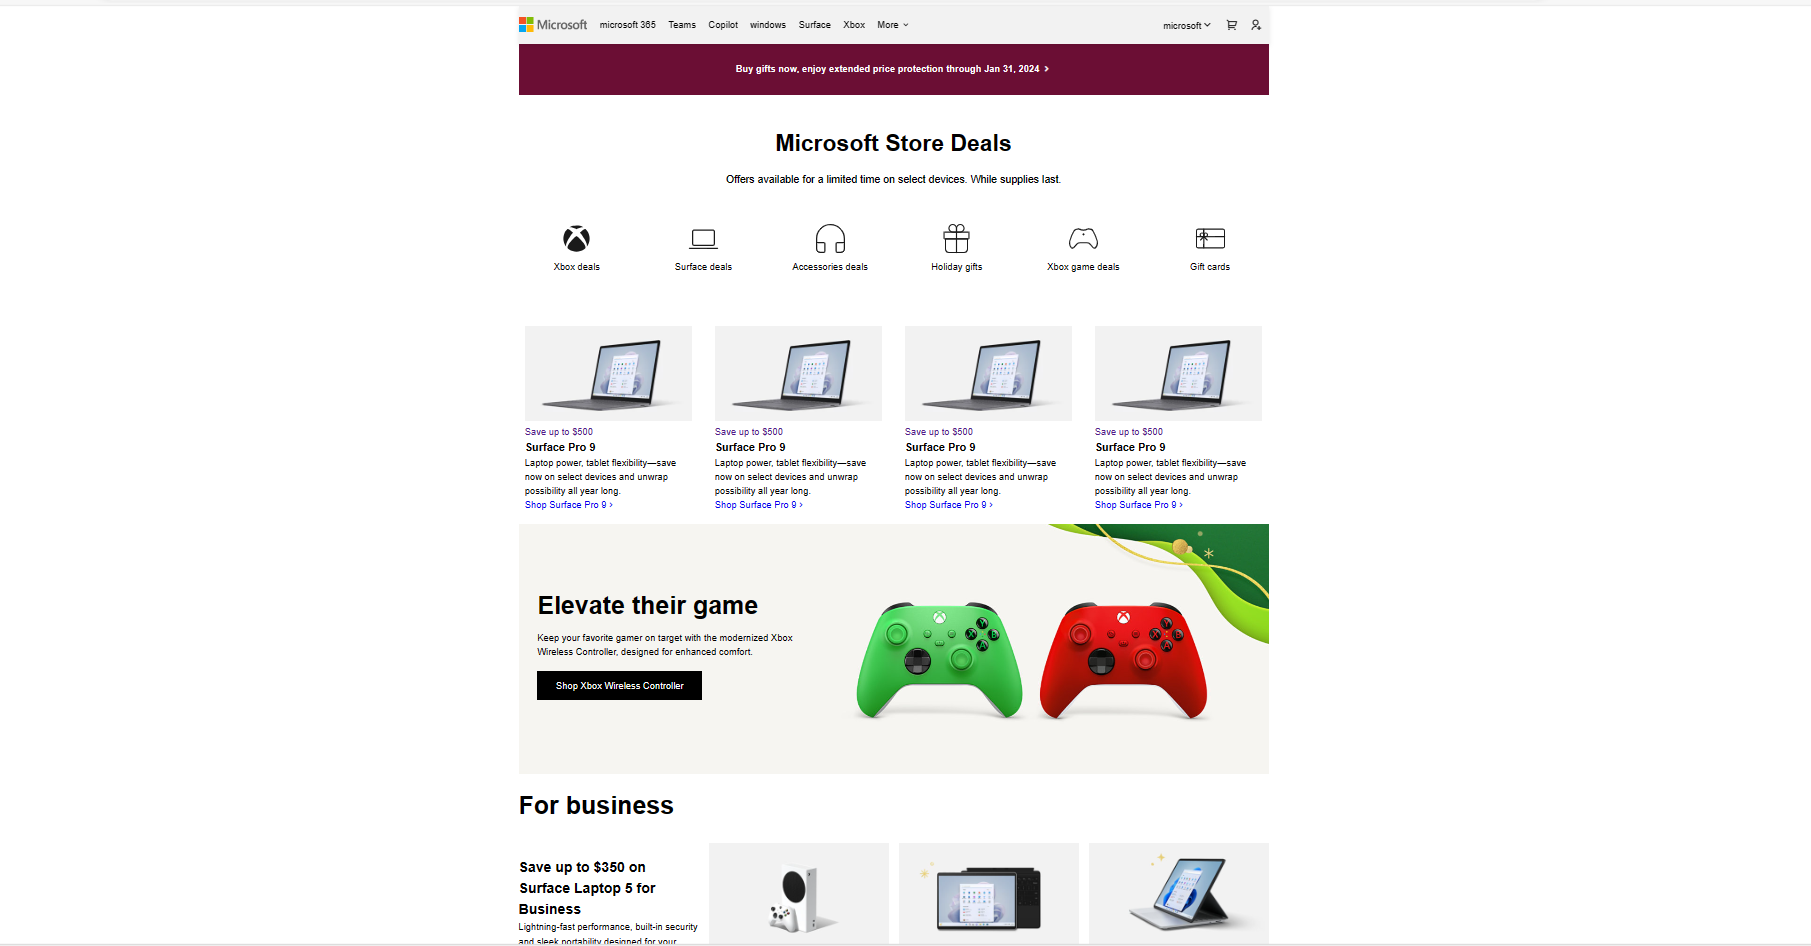 Microsoft
microsoft 365
Teams
Copilot
windows
Surface
Xbox
More
microsoft
Buy gifts now, enjoy extended price protection through Jan 31, 2024
Microsoft Store Deals
Offers available for a limited time on select devices. While supplies last.
Xbox deals
Surface deals
Accessories deals
Holiday gifts
Xbox game deals
Gift cards
Save up to $500
Surface Pro 9
Laptop power, tablet flexibility—save
now on select devices and unwrap
possibility all year long.
Shop Surface Pro 9 >
Save up to $500
Surface Pro 9
Laptop power, tablet flexibility—save
now on select devices and unwrap
possibility all year long.
Shop Surface Pro 9 >
Save up to $500
Surface Pro 9
Laptop power, tablet flexibility—save
now on select devices and unwrap
possibility all year long.
Shop Surface Pro 9 >
Save up to $500
Surface Pro 9
Laptop power, tablet flexibility—save
now on select devices and unwrap
possibility all year long.
Shop Surface Pro 9 >
Elevate their game
Keep your favorite gamer on target with the modernized Xbox
Wireless Controller, designed for enhanced comfort.
Shop Xbox Wireless Controller
For business
Save up to $350 on
Surface Laptop 5 for
Business
Lightning-fast performance, built-in security
and sleek portability designed for your